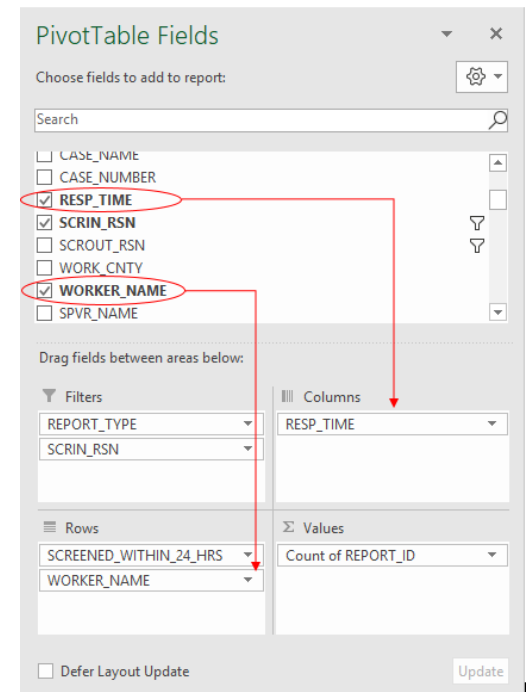 PivotTable Fields
Choose fields to add to report:
Search
CASE_NAME
CASE_NUMBER
RESP_TIME
SCRIN_RSN
SCROUT_RSN
WORK_CNTY
WORKER_NAME
SPVR_NAME
Drag fields between areas below:
Filters
REPORT_TYPE
SCRIN_RSN
Columns
RESP_TIME
Rows
SCREENED_WITHIN_24_HRS
WORKER_NAME
Σ Values
Count of REPORT_ID
Defer Layout Update
Update